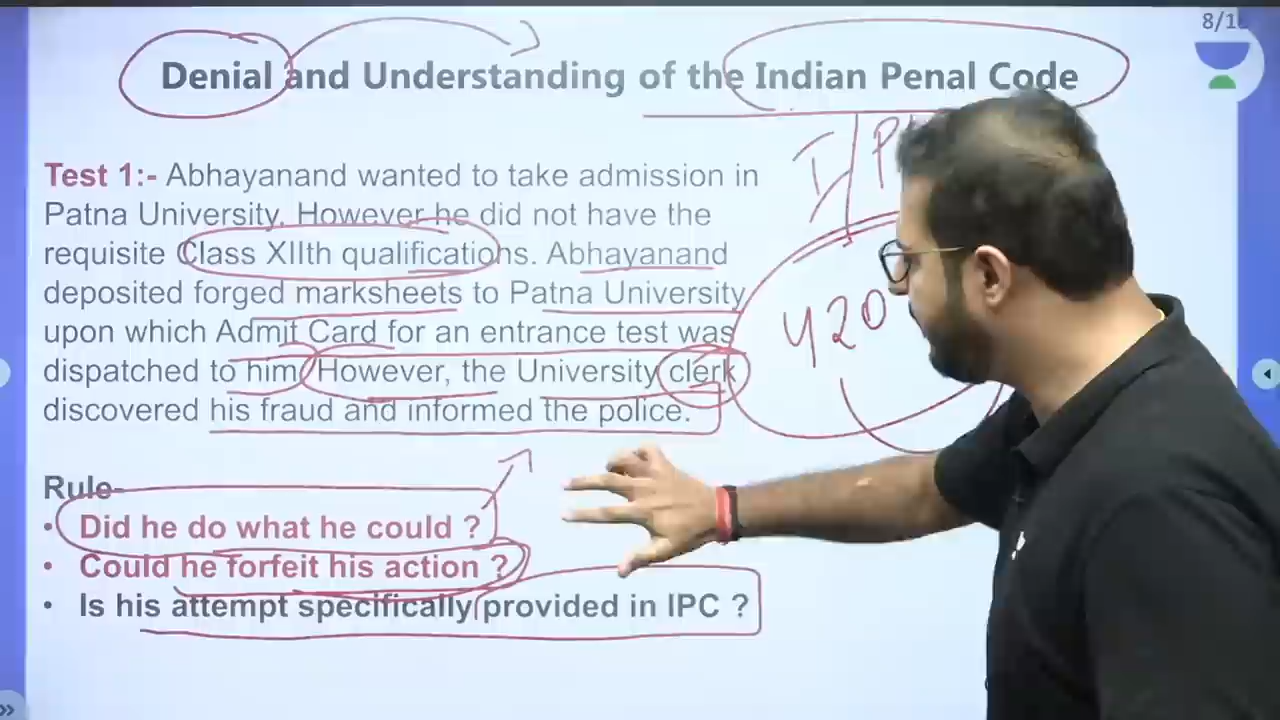 8/1
Denial and Understanding of the Indian Penal Code
I P
Test 1:- Abhayanand wanted to take admission in
Patna University. However he did not have the
requisite Class XIIth qualifications. Abhayanand
deposited forged marksheets to Patna University
upon which Admit Card for an entrance test was
dispatched to him. However, the University clerk
discovered his fraud and informed the police.
420
Rule-
• Did he do what he could ?
• Could he forfeit his action ?
• Is his attempt specifically provided in IPC ?